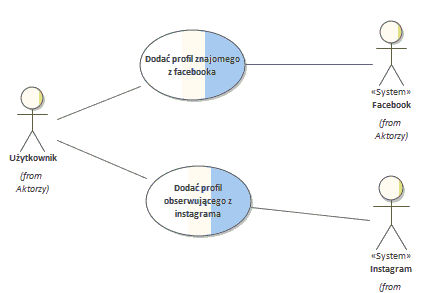 Dodać profil znajomego
z facebooka
«System»
Facebook
(from
Aktorzy)
Użytkownik
(from
Aktorzy)
Dodać profil
obserwującego z
instagrama
«System»
Instagram
(from